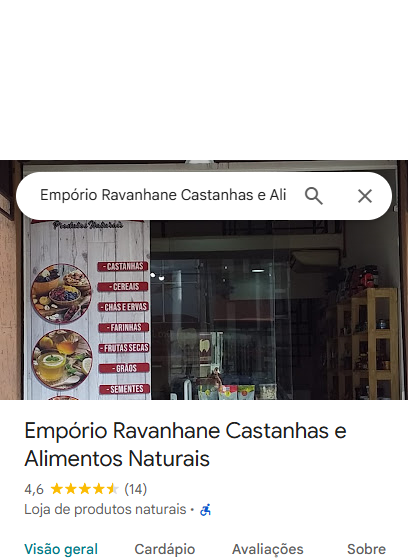 Empório Ravanhane Castanhas e Ali
Produtos Naturais
- CASTANHAS
- CEREAIS
- CHÁS E ERVAS
- FARINHAS
- FRUTAS SECAS
- GRÃOS
- SEMENTES
Empório Ravanhane Castanhas e
Alimentos Naturais
4,6 (14)
Loja de produtos naturais ·
Visão geral Cardápio Avaliações Sobre